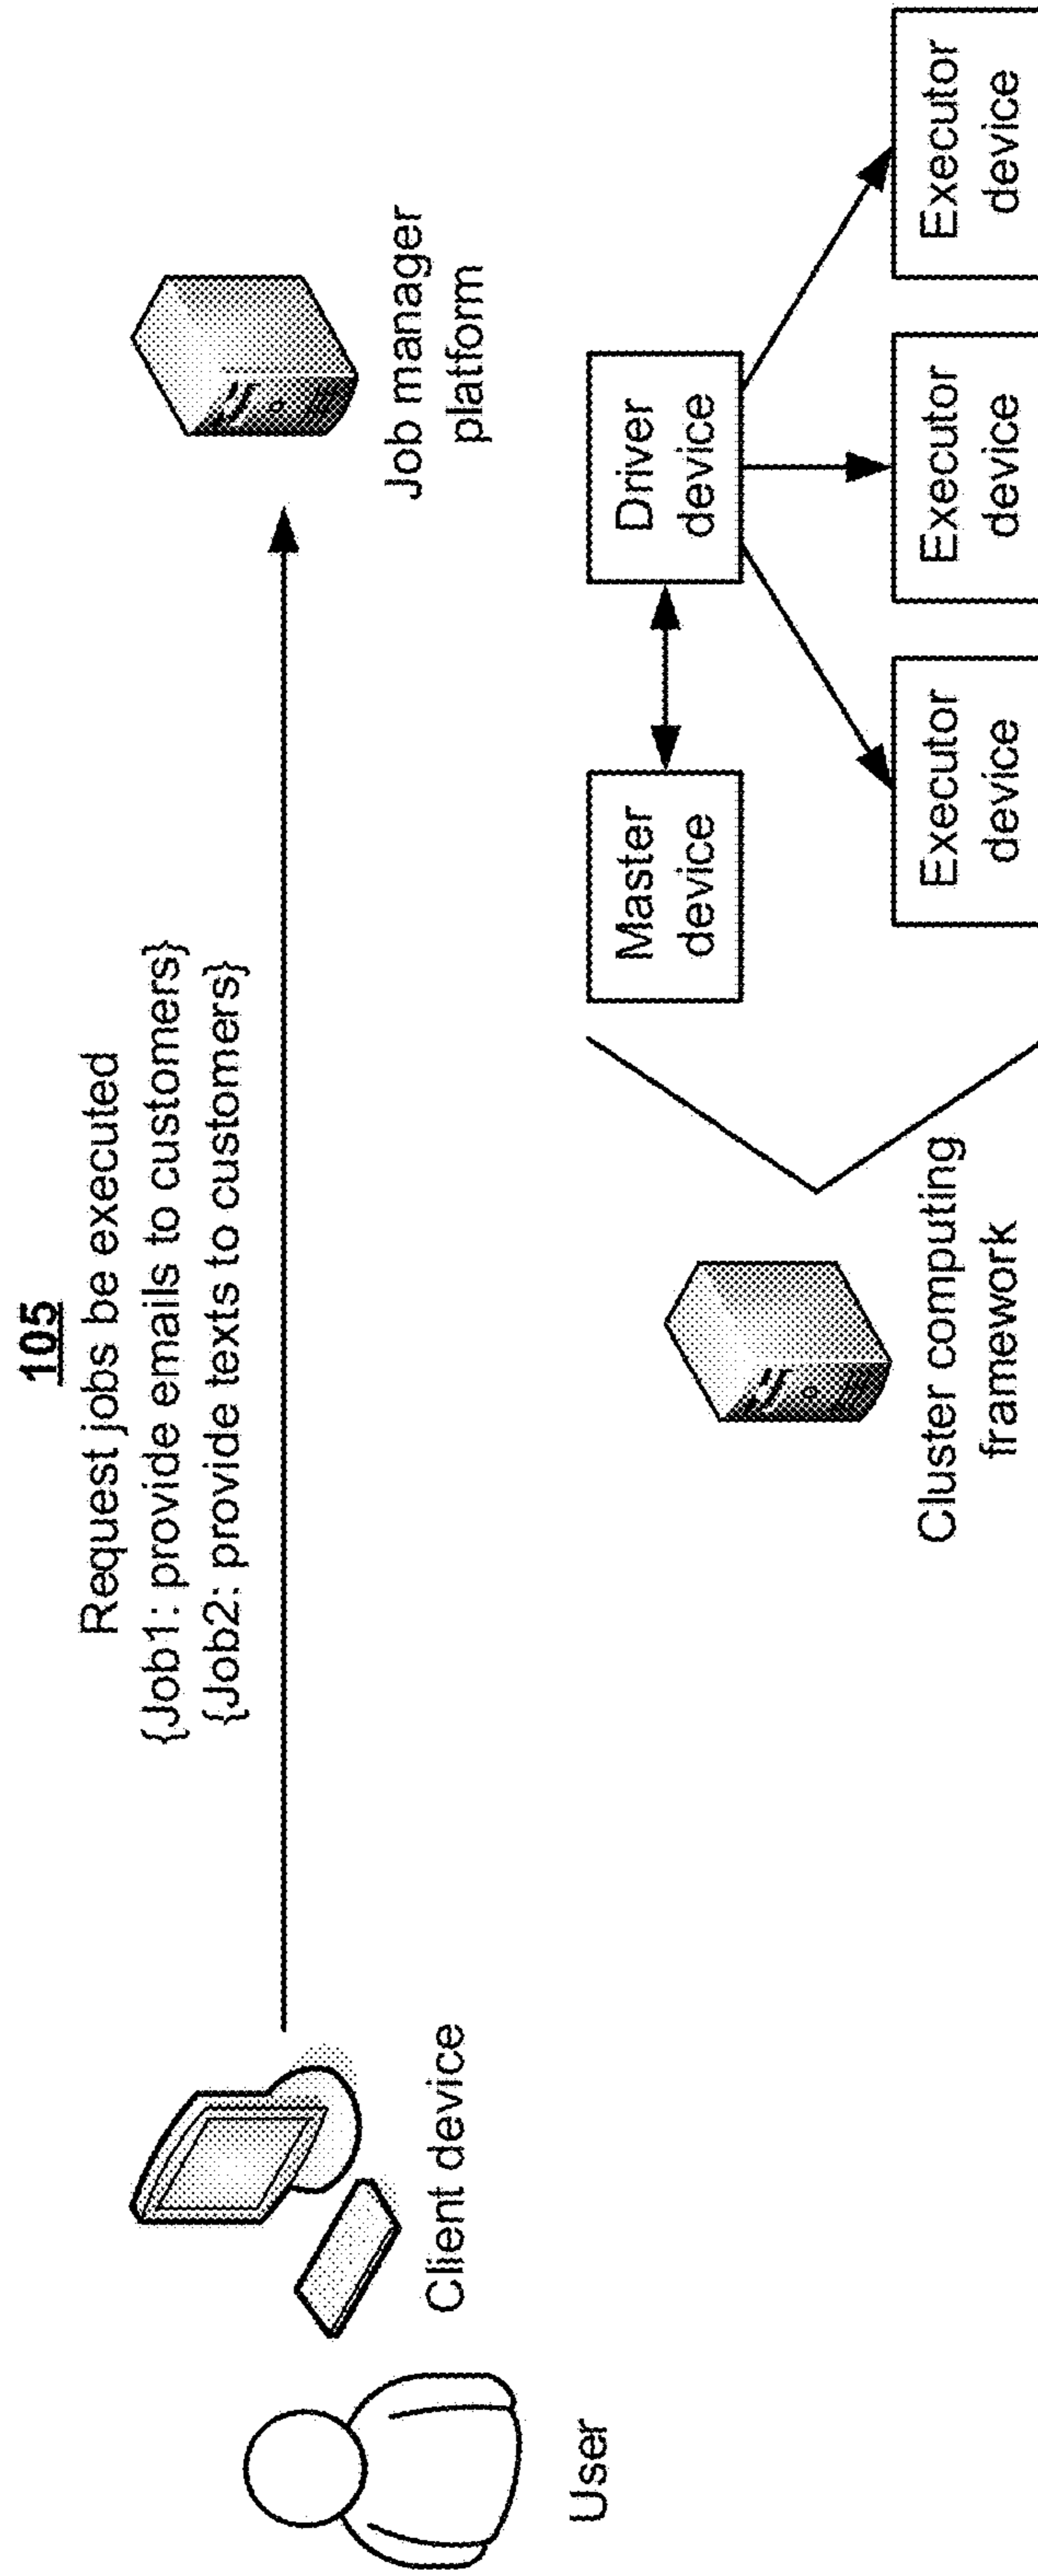 105
Request jobs be executed
{Job1: provide emails to customers}
{Job2: provide texts to customers}
User
Client device
Job manager
platform
Cluster computing
framework
Master
device
Driver
device
Executor
device
Executor
device
Executor
device